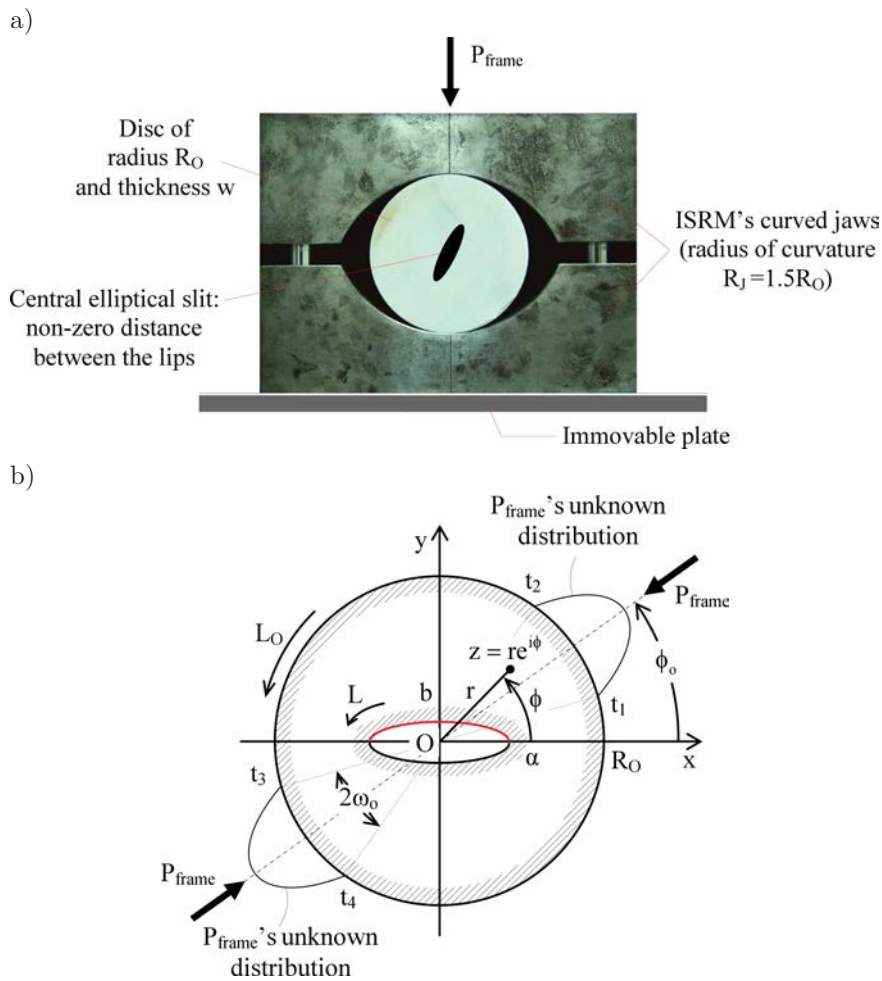 a)
P_frame
Disc of
radius R_O
and thickness w
ISRM's curved jaws
(radius of curvature
R_J=1.5R_O)
Central elliptical slit:
non-zero distance
between the lips
Immovable plate
b)
P_frame's unknown
distribution
y
t_2
P_frame
L_O
z = re^{iϕ}
ϕ_o
L
b
r
ϕ
t_1
O
α
R_O
x
t_3
2ω_o
P_frame
t_4
P_frame's unknown
distribution